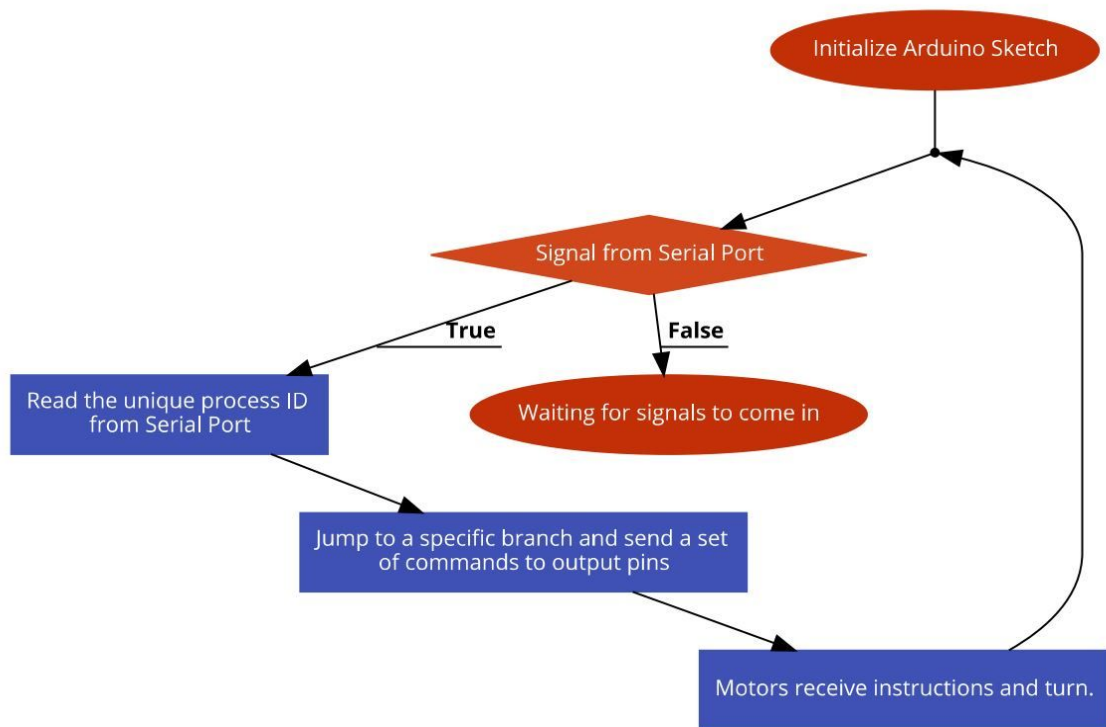 Initialize Arduino Sketch
Signal from Serial Port
True
False
Read the unique process ID
from Serial Port
Waiting for signals to come in
Jump to a specific branch and send a set
of commands to output pins
Motors receive instructions and turn.